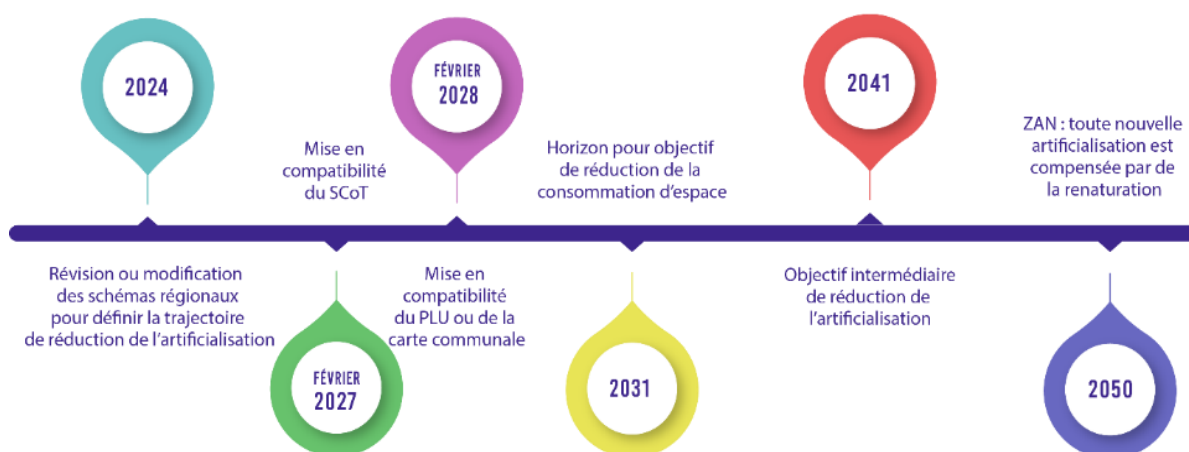 2024
Révision ou modification
des schémas régionaux
pour définir la trajectoire
de réduction de l'artificialisation
Mise en
compatibilité
du SCoT
FÉVRIER
2027
FÉVRIER
2028
Mise en
compatibilité
du PLU ou de la
carte communale
Horizon pour objectif
de réduction de la
consommation d'espace
2031
2041
Objectif intermédiaire
de réduction de
l'artificialisation
ZAN : toute nouvelle
artificialisation est
compensée par de
la renaturation
2050